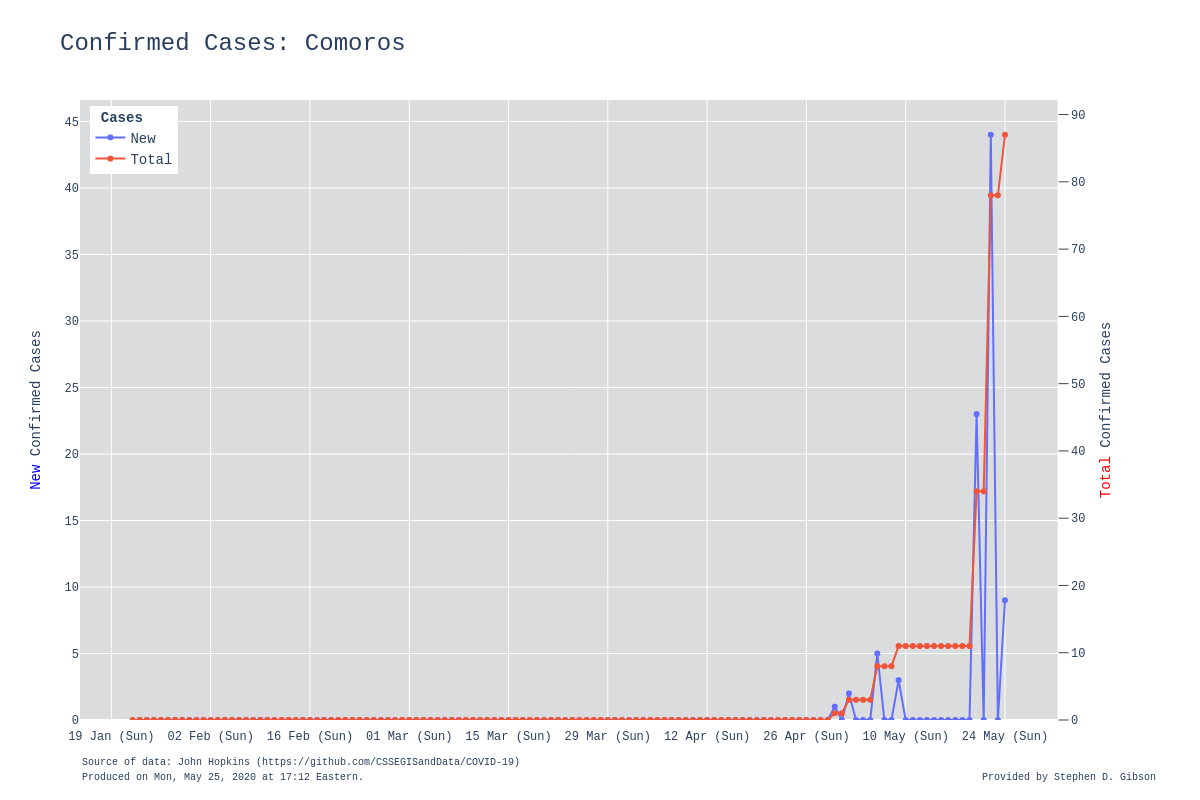 Confirmed Cases: Comoros
Cases
New
Total
45
40
35
30
25
20
15
10
5
0
90
80
70
60
50
40
30
20
10
0
New Confirmed Cases
Total Confirmed Cases
19 Jan (Sun) 02 Feb (Sun) 16 Feb (Sun) 01 Mar (Sun) 15 Mar (Sun) 29 Mar (Sun) 12 Apr (Sun) 26 Apr (Sun) 10 May (Sun) 24 May (Sun)
Source of data: John Hopkins (https://github.com/CSSEGISandData/COVID-19)
Produced on Mon, May 25, 2020 at 17:12 Eastern.
Provided by Stephen D. Gibson